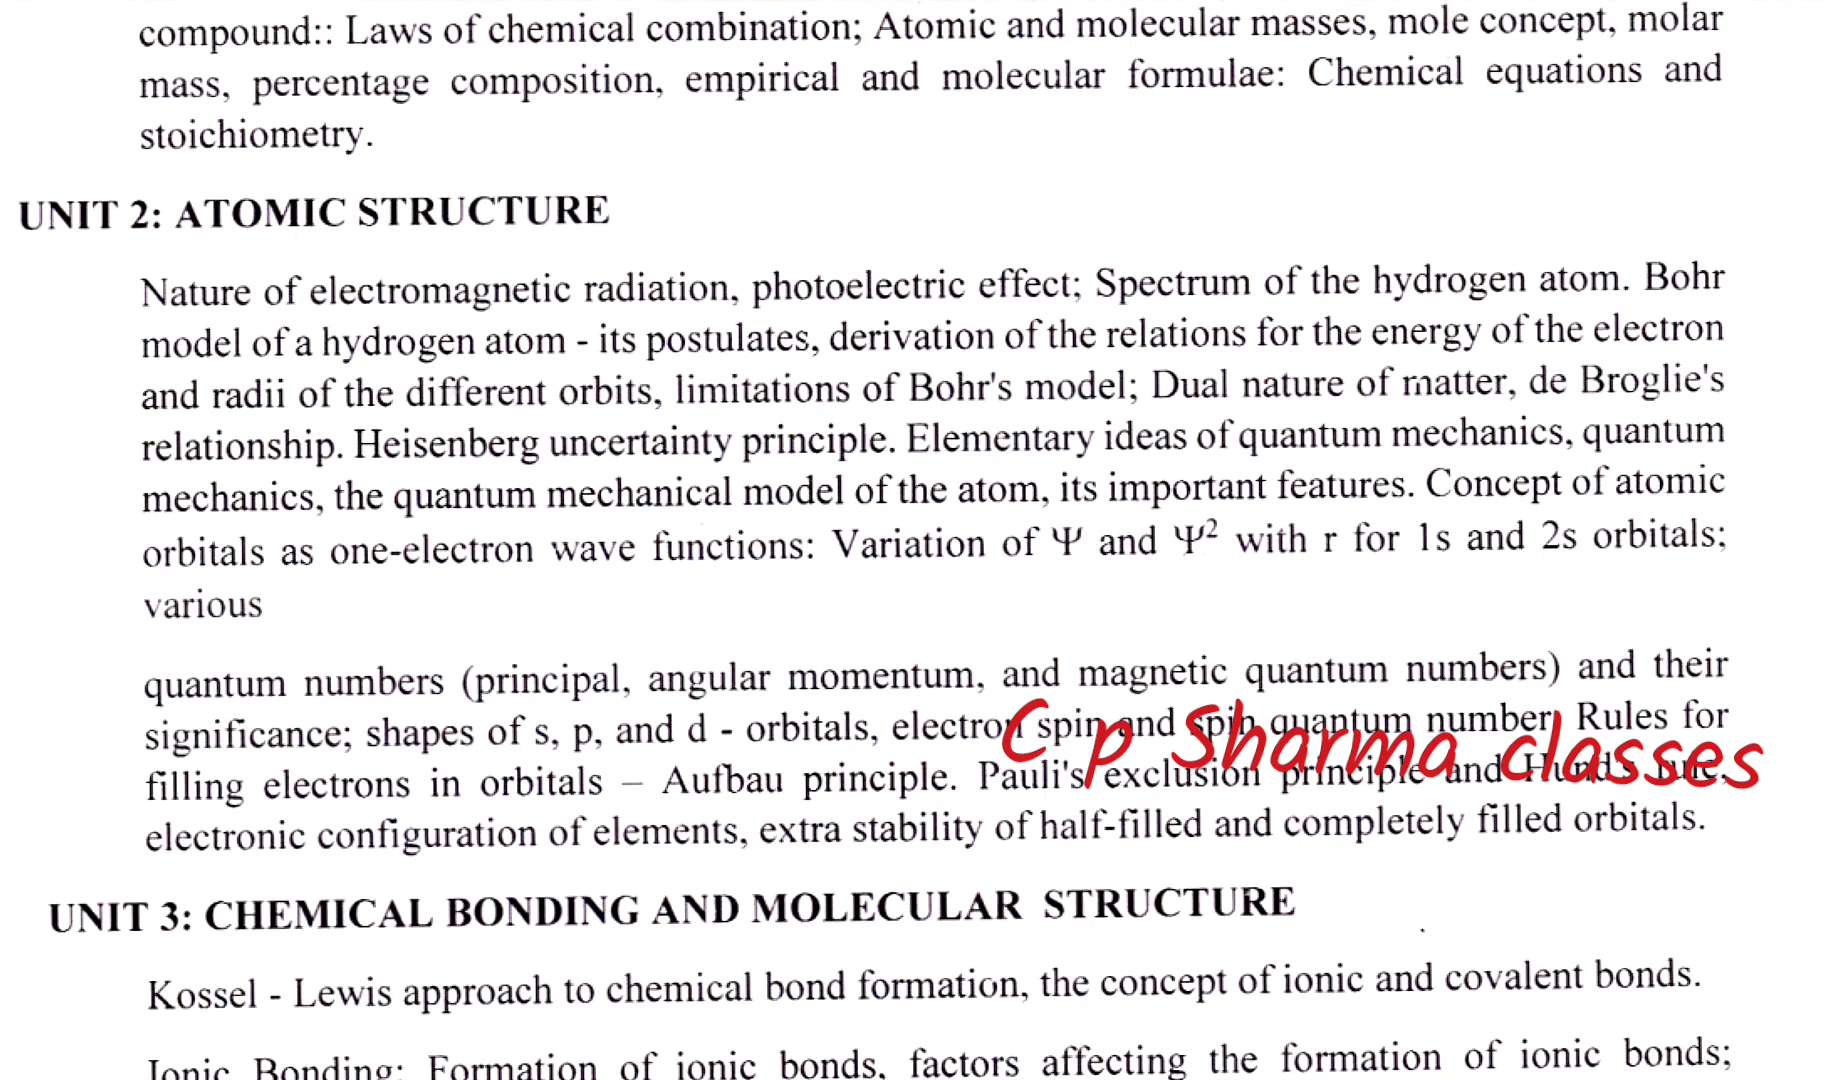 compound:: Laws of chemical combination; Atomic and molecular masses, mole concept, molar
mass, percentage composition, empirical and molecular formulae: Chemical equations and
stoichiometry.
UNIT 2: ATOMIC STRUCTURE
Nature of electromagnetic radiation, photoelectric effect; Spectrum of the hydrogen atom. Bohr
model of a hydrogen atom - its postulates, derivation of the relations for the energy of the electron
and radii of the different orbits, limitations of Bohr's model; Dual nature of matter, de Broglie's
relationship. Heisenberg uncertainty principle. Elementary ideas of quantum mechanics, quantum
mechanics, the quantum mechanical model of the atom, its important features. Concept of atomic
orbitals as one-electron wave functions: Variation of Ψ and Ψ² with r for 1s and 2s orbitals;
various
quantum numbers (principal, angular momentum, and magnetic quantum numbers) and their
significance; shapes of s, p, and d - orbitals, electron spin and spin quantum number. Rules for
C p Sharma classes
filling electrons in orbitals – Aufbau principle. Pauli's exclusion principle and Hund's rule,
electronic configuration of elements, extra stability of half-filled and completely filled orbitals.
UNIT 3: CHEMICAL BONDING AND MOLECULAR STRUCTURE
Kossel - Lewis approach to chemical bond formation, the concept of ionic and covalent bonds.
Ionic Bonding: Formation of ionic bonds, factors affecting the formation of ionic bonds;